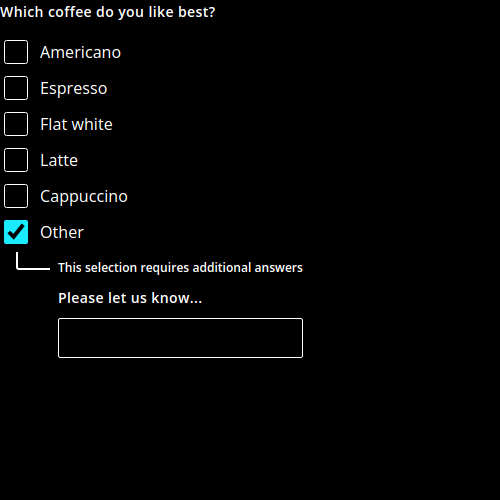 Which coffee do you like best?
Americano
Espresso
Flat white
Latte
Cappuccino
Other
This selection requires additional answers
Please let us know...